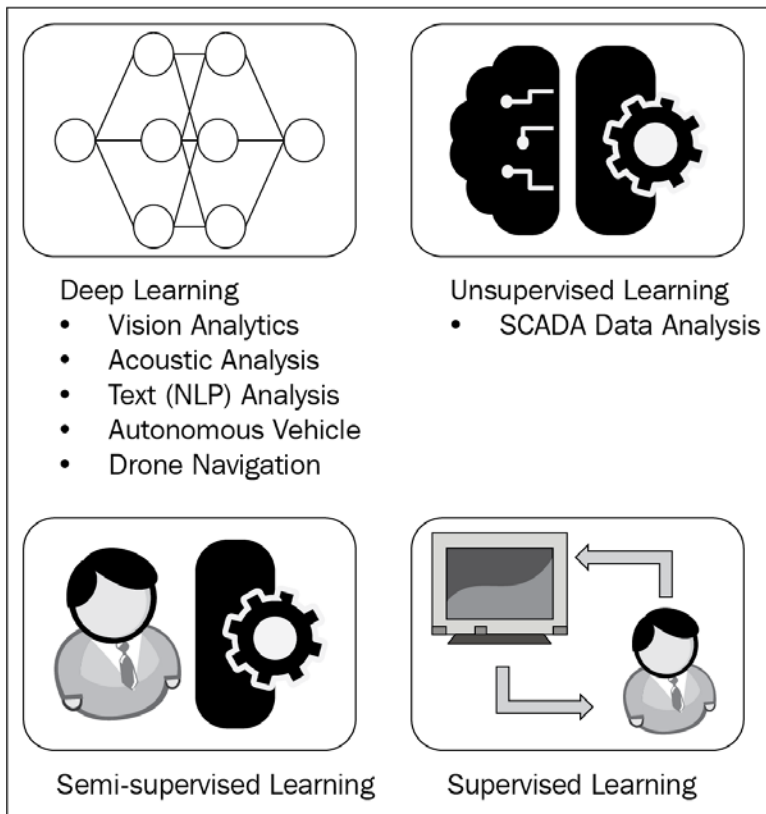 Deep Learning
• Vision Analytics
• Acoustic Analysis
• Text (NLP) Analysis
• Autonomous Vehicle
• Drone Navigation
Unsupervised Learning
• SCADA Data Analysis
Semi-supervised Learning
Supervised Learning